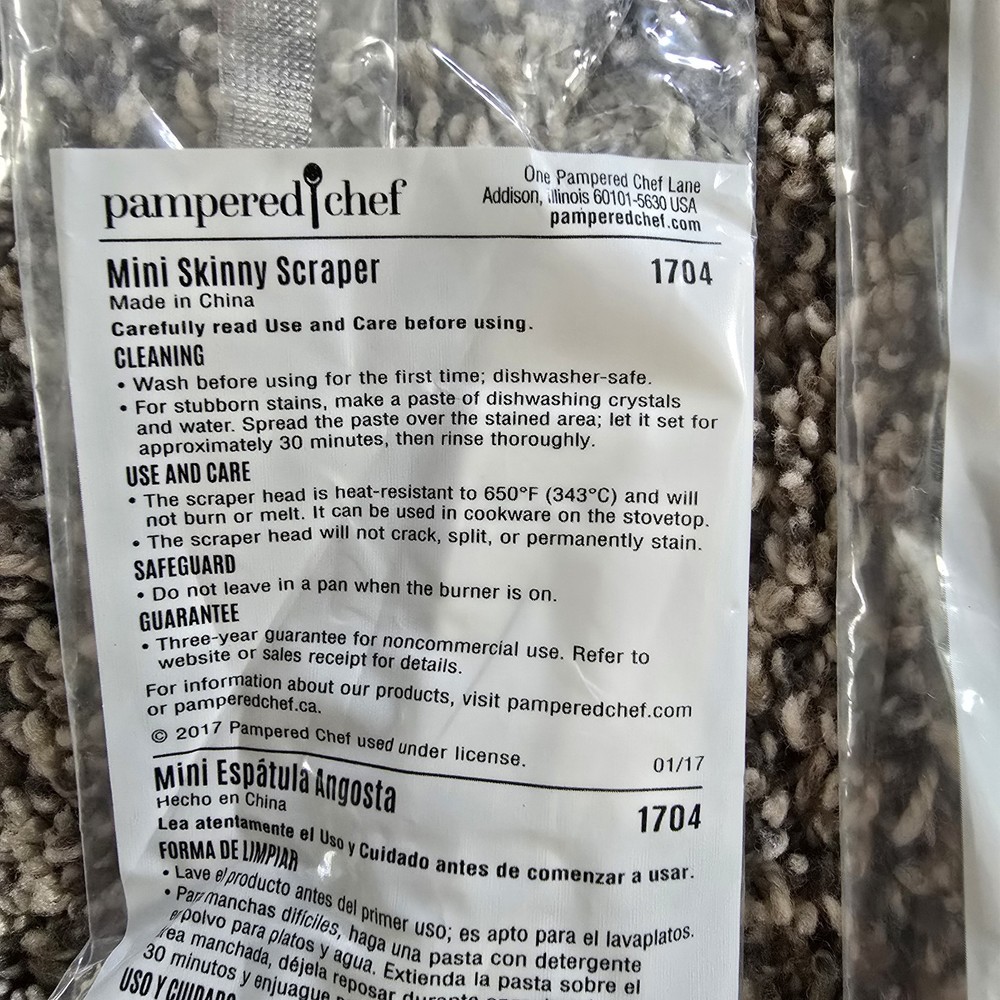 pampered chef
One Pampered Chef Lane
Addison, Illinois 60101-5630 USA
pamperedchef.com
Mini Skinny Scraper 1704
Made in China
Carefully read Use and Care before using.
CLEANING
• Wash before using for the first time; dishwasher-safe.
• For stubborn stains, make a paste of dishwashing crystals
and water. Spread the paste over the stained area; let it set for
approximately 30 minutes, then rinse thoroughly.
USE AND CARE
• The scraper head is heat-resistant to 650°F (343°C) and will
not burn or melt. It can be used in cookware on the stovetop.
• The scraper head will not crack, split, or permanently stain.
SAFEGUARD
• Do not leave in a pan when the burner is on.
GUARANTEE
• Three-year guarantee for noncommercial use. Refer to
website or sales receipt for details.
For information about our products, visit pamperedchef.com
or pamperedchef.ca.
© 2017 Pampered Chef used under license. 01/17
Mini Espátula Angosta 1704
Hecho en China
Lea atentamente el Uso y Cuidado antes de comenzar a usar.
FORMA DE LIMPIAR
• Lave el producto antes del primer uso; es apto para el lavaplatos.
• Para manchas difíciles, haga una pasta con detergente
polvo para platos y agua. Extienda la pasta sobre el
manchada, déjela reposar durante
30 minutos y enjuague
USO Y CUIDADO